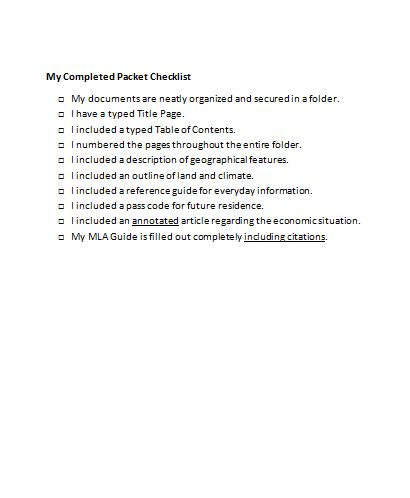 My Completed Packet Checklist
□ My documents are neatly organized and secured in a folder.
□ I have a typed Title Page.
□ I included a typed Table of Contents.
□ I numbered the pages throughout the entire folder.
□ I included a description of geographical features.
□ I included an outline of land and climate.
□ I included a reference guide for everyday information.
□ I included a pass code for future residence.
□ I included an annotated article regarding the economic situation.
□ My MLA Guide is filled out completely including citations.